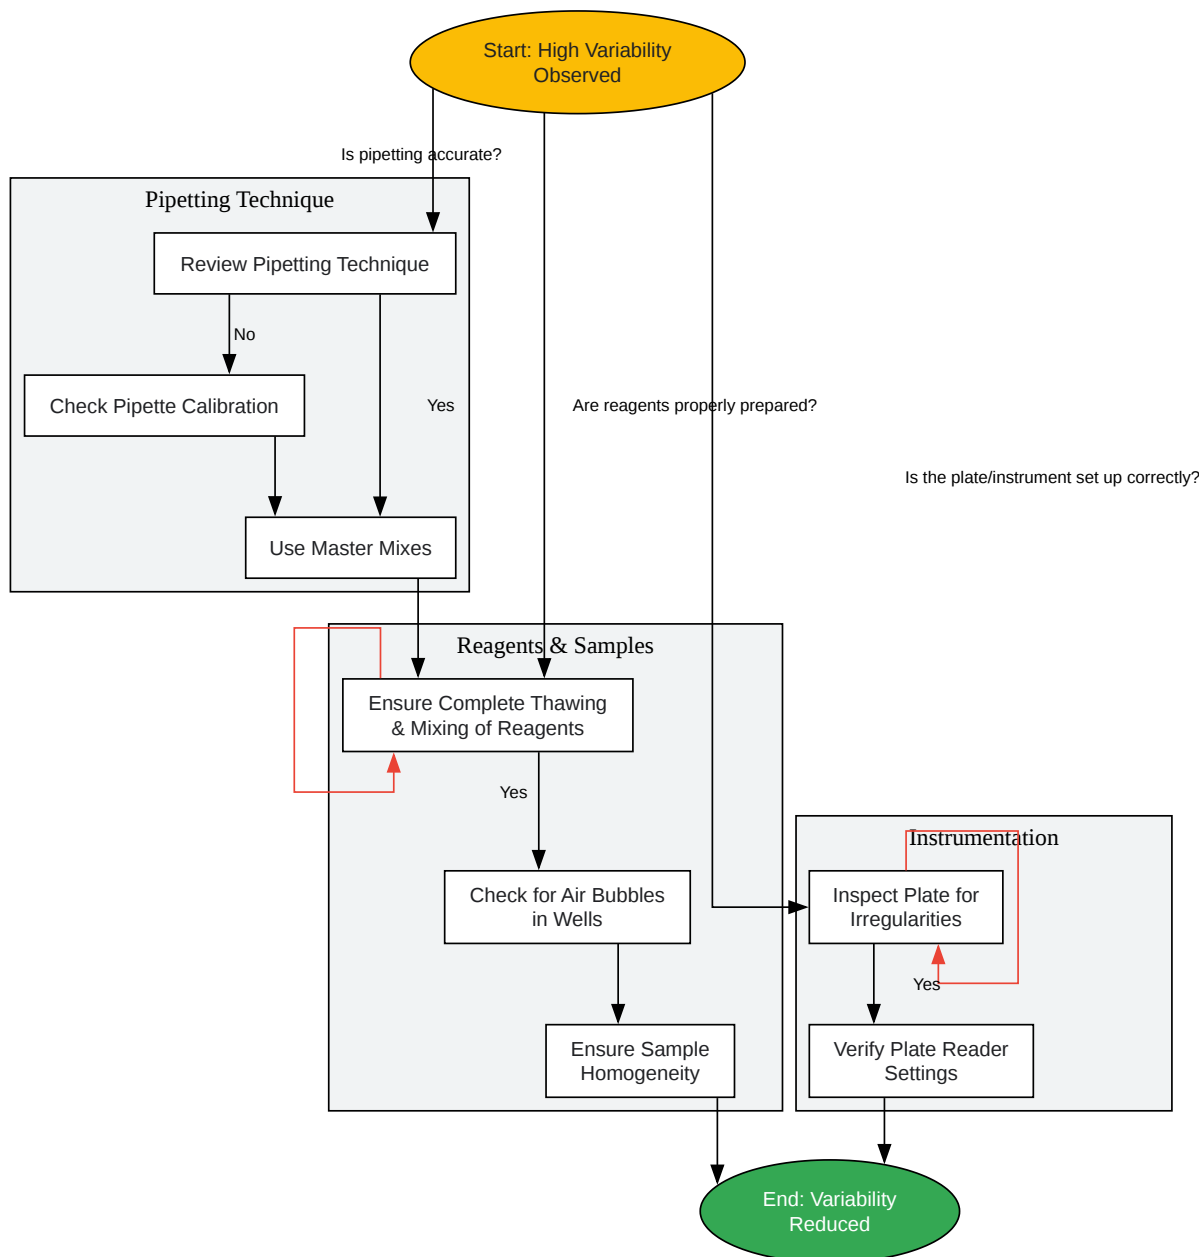 Start: High Variability
Observed
Is pipetting accurate?
Pipetting Technique
Review Pipetting Technique
No
Check Pipette Calibration
Yes
Are reagents properly prepared?
Is the plate/instrument set up correctly?
Use Master Mixes
Reagents & Samples
Ensure Complete Thawing
& Mixing of Reagents
Yes
Instrumentation
Check for Air Bubbles
in Wells
Inspect Plate for
Irregularities
Yes
Ensure Sample
Homogeneity
Verify Plate Reader
Settings
End: Variability
Reduced